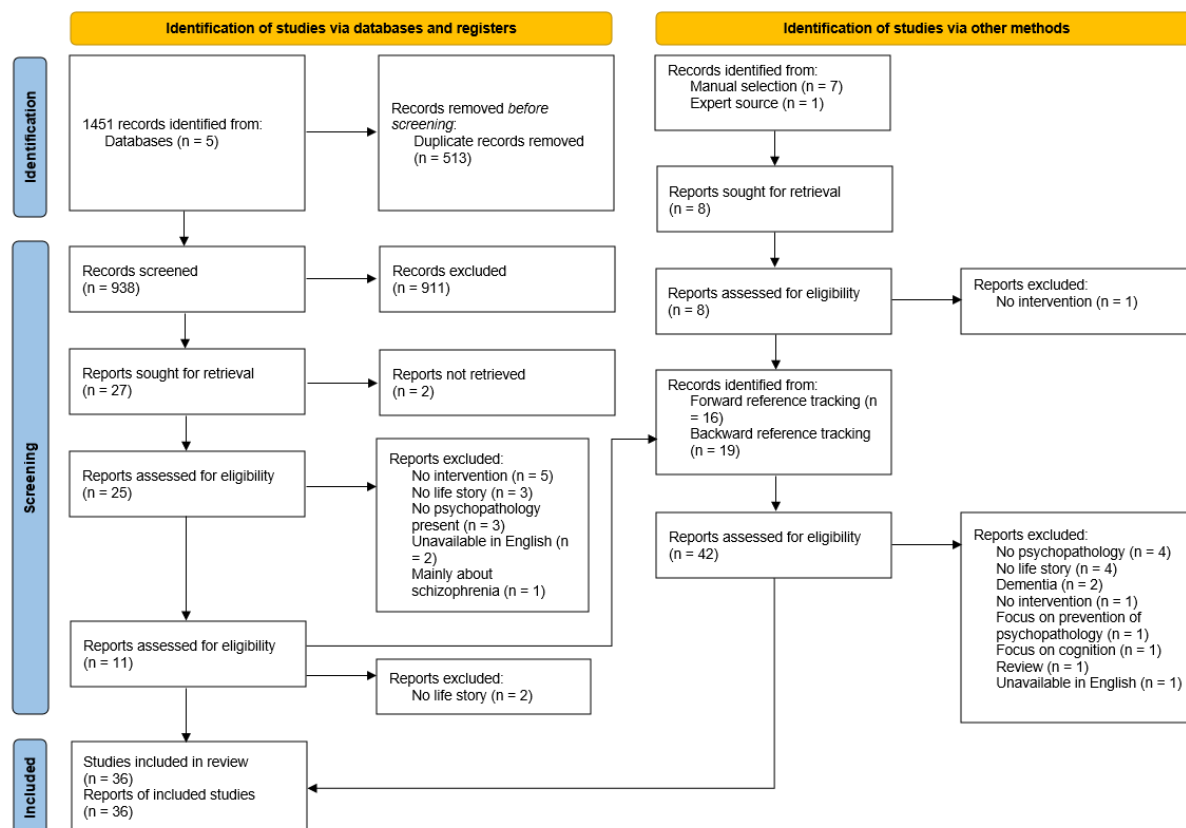 Identification of studies via databases and registers
Identification of studies via other methods
Identification
1451 records identified from:
Databases (n = 5)
Records removed before
screening:
Duplicate records removed
(n = 513)
Records identified from:
Manual selection (n = 7)
Expert source (n = 1)
Reports sought for retrieval
(n = 8)
Screening
Records screened
(n = 938)
Records excluded
(n = 911)
Reports assessed for eligibility
(n = 8)
Reports excluded:
No intervention (n = 1)
Reports sought for retrieval
(n = 27)
Reports not retrieved
(n = 2)
Records identified from:
Forward reference tracking (n
= 16)
Backward reference tracking
(n = 19)
Reports assessed for eligibility
(n = 25)
Reports excluded:
No intervention (n = 5)
No life story (n = 3)
No psychopathology
present (n = 3)
Unavailable in English (n
= 2)
Mainly about
schizophrenia (n = 1)
Reports assessed for eligibility
(n = 42)
Reports excluded:
No psychopathology (n = 4)
No life story (n = 4)
Dementia (n = 2)
No intervention (n = 1)
Focus on prevention of
psychopathology (n = 1)
Focus on cognition (n = 1)
Review (n = 1)
Unavailable in English (n = 1)
Reports assessed for eligibility
(n = 11)
Reports excluded:
No life story (n = 2)
Included
Studies included in review
(n = 36)
Reports of included studies
(n = 36)